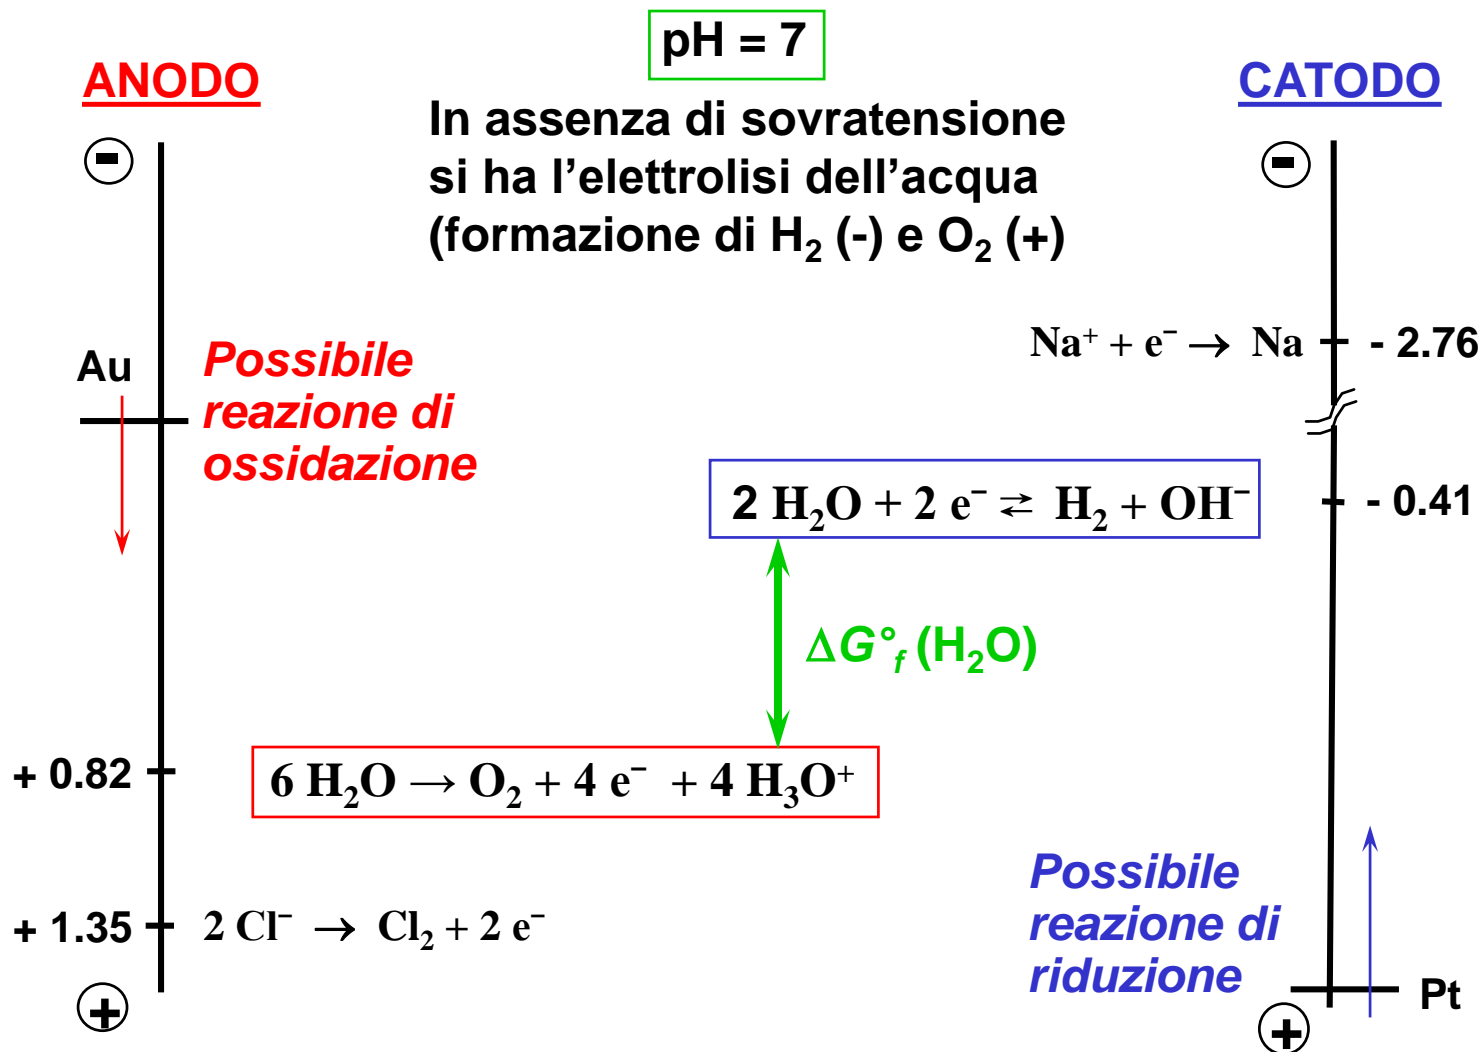 pH = 7
ANODO
CATODO
In assenza di sovratensione
si ha l'elettrolisi dell'acqua
(formazione di H₂ (-) e O₂ (+)
-
-
Na⁺ + e⁻ → Na
- 2.76
Au
Possibile
reazione di
ossidazione
2 H₂O + 2 e⁻ ⇄ H₂ + OH⁻
- 0.41
ΔG°f (H₂O)
+ 0.82
6 H₂O → O₂ + 4 e⁻ + 4 H₃O⁺
+ 1.35
2 Cl⁻ → Cl₂ + 2 e⁻
Possibile
reazione di
riduzione
Pt
+
+